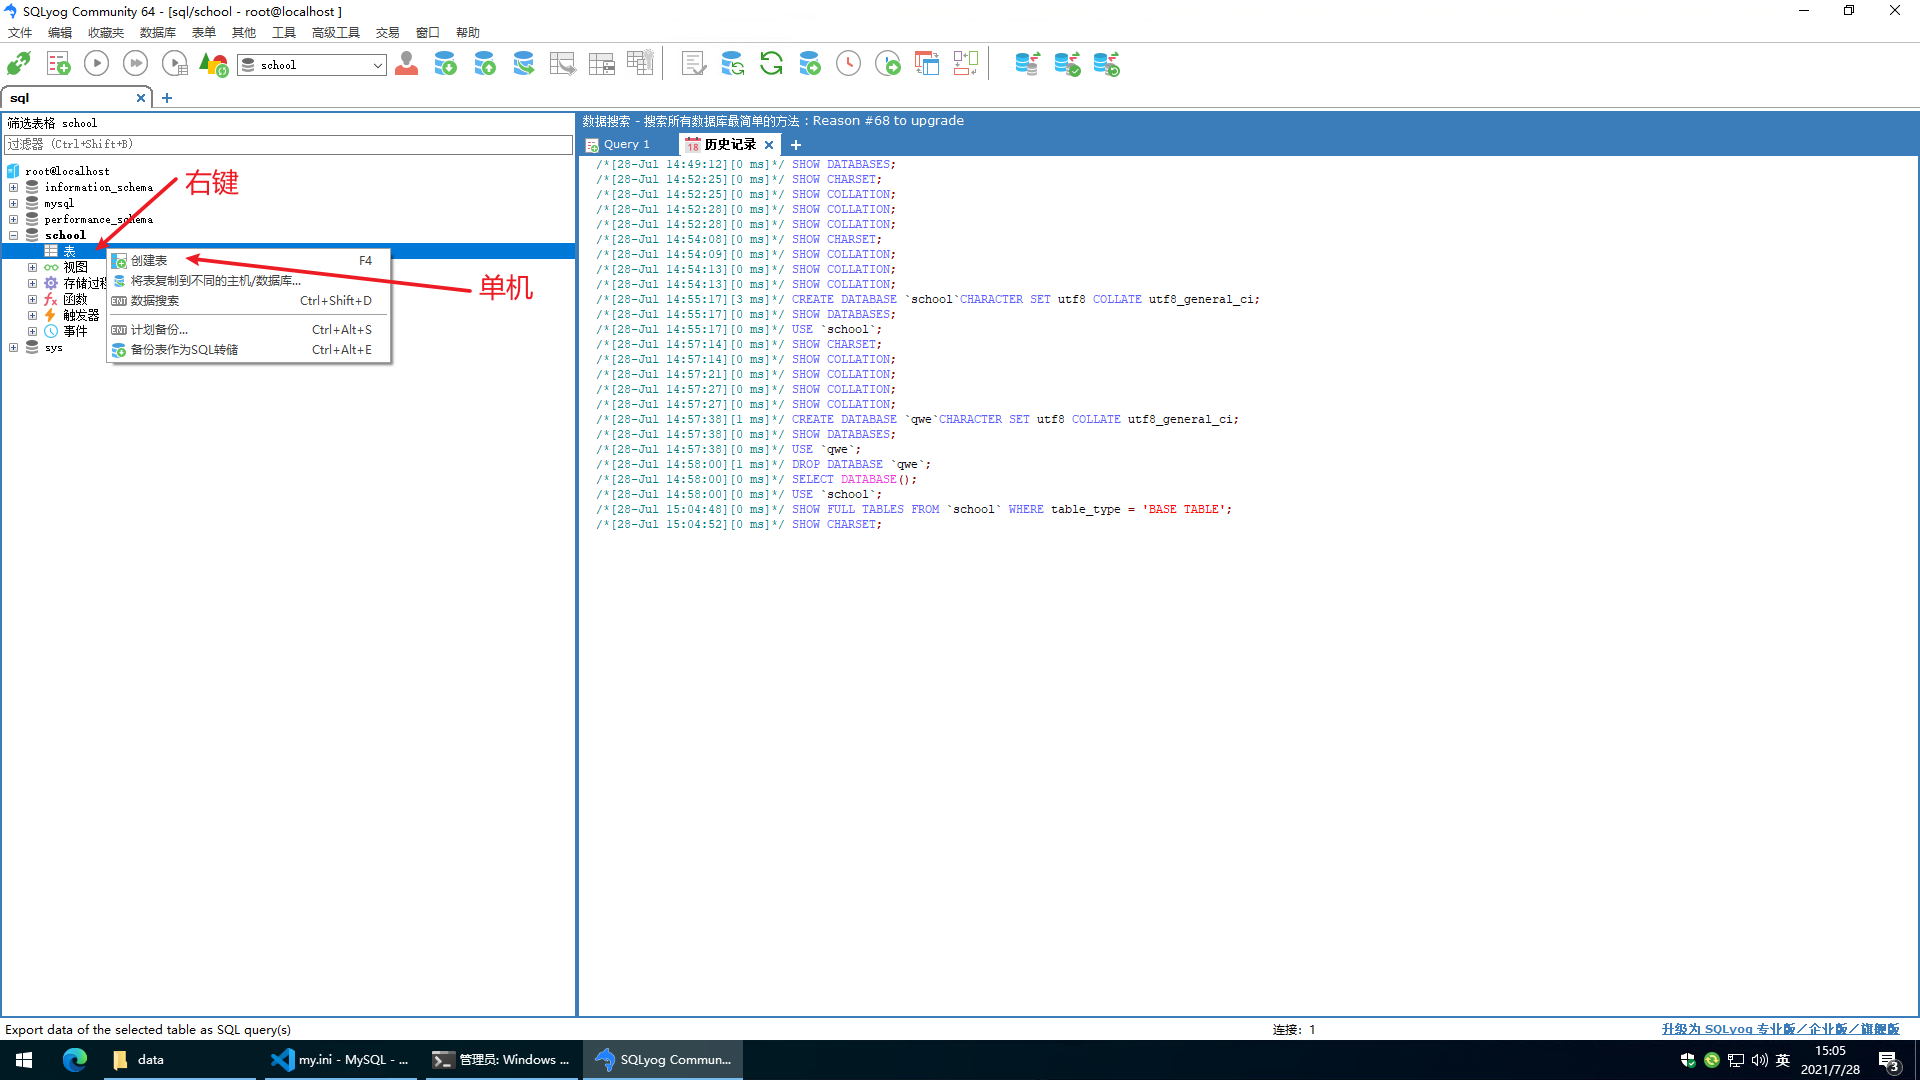 SQLyog Community 64 - [sql/school - root@localhost ]
文件 编辑 收藏夹 数据库 表单 其他 工具 高级工具 交易 窗口 帮助
school
sql
筛选表格 school
过滤器 (Ctrl+Shift+B)
root@localhost
information_schema
mysql
performance_schema
school
表
视图
存储过程
函数
触发器
事件
sys
右键
单机
创建表 F4
将表复制到不同的主机/数据库...
数据搜索 Ctrl+Shift+D
计划备份... Ctrl+Alt+S
备份表作为SQL转储 Ctrl+Alt+E
数据搜索 - 搜索所有数据库最简单的方法 : Reason #68 to upgrade
Query 1 18 历史记录
/*[28-Jul 14:49:12][0 ms]*/ SHOW DATABASES;
/*[28-Jul 14:52:25][0 ms]*/ SHOW CHARSET;
/*[28-Jul 14:52:25][0 ms]*/ SHOW COLLATION;
/*[28-Jul 14:52:28][0 ms]*/ SHOW COLLATION;
/*[28-Jul 14:52:28][0 ms]*/ SHOW COLLATION;
/*[28-Jul 14:54:08][0 ms]*/ SHOW CHARSET;
/*[28-Jul 14:54:09][0 ms]*/ SHOW COLLATION;
/*[28-Jul 14:54:13][0 ms]*/ SHOW COLLATION;
/*[28-Jul 14:54:13][0 ms]*/ SHOW COLLATION;
/*[28-Jul 14:55:17][3 ms]*/ CREATE DATABASE `school`CHARACTER SET utf8 COLLATE utf8_general_ci;
/*[28-Jul 14:55:17][0 ms]*/ SHOW DATABASES;
/*[28-Jul 14:55:17][0 ms]*/ USE `school`;
/*[28-Jul 14:57:14][0 ms]*/ SHOW CHARSET;
/*[28-Jul 14:57:14][0 ms]*/ SHOW COLLATION;
/*[28-Jul 14:57:21][0 ms]*/ SHOW COLLATION;
/*[28-Jul 14:57:27][0 ms]*/ SHOW COLLATION;
/*[28-Jul 14:57:27][0 ms]*/ SHOW COLLATION;
/*[28-Jul 14:57:38][1 ms]*/ CREATE DATABASE `qwe`CHARACTER SET utf8 COLLATE utf8_general_ci;
/*[28-Jul 14:57:38][0 ms]*/ SHOW DATABASES;
/*[28-Jul 14:57:38][0 ms]*/ USE `qwe`;
/*[28-Jul 14:58:00][1 ms]*/ DROP DATABASE `qwe`;
/*[28-Jul 14:58:00][0 ms]*/ SELECT DATABASE();
/*[28-Jul 14:58:00][0 ms]*/ USE `school`;
/*[28-Jul 15:04:48][0 ms]*/ SHOW FULL TABLES FROM `school` WHERE table_type = 'BASE TABLE';
/*[28-Jul 15:04:52][0 ms]*/ SHOW CHARSET;
Export data of the selected table as SQL query(s)
连接: 1
升级为 SQLyog 专业版/企业版/旗舰版
data
my.ini - MySQL - ...
管理员: Windows ...
SQLyog Commun...
英
15:05
2021/7/28
3